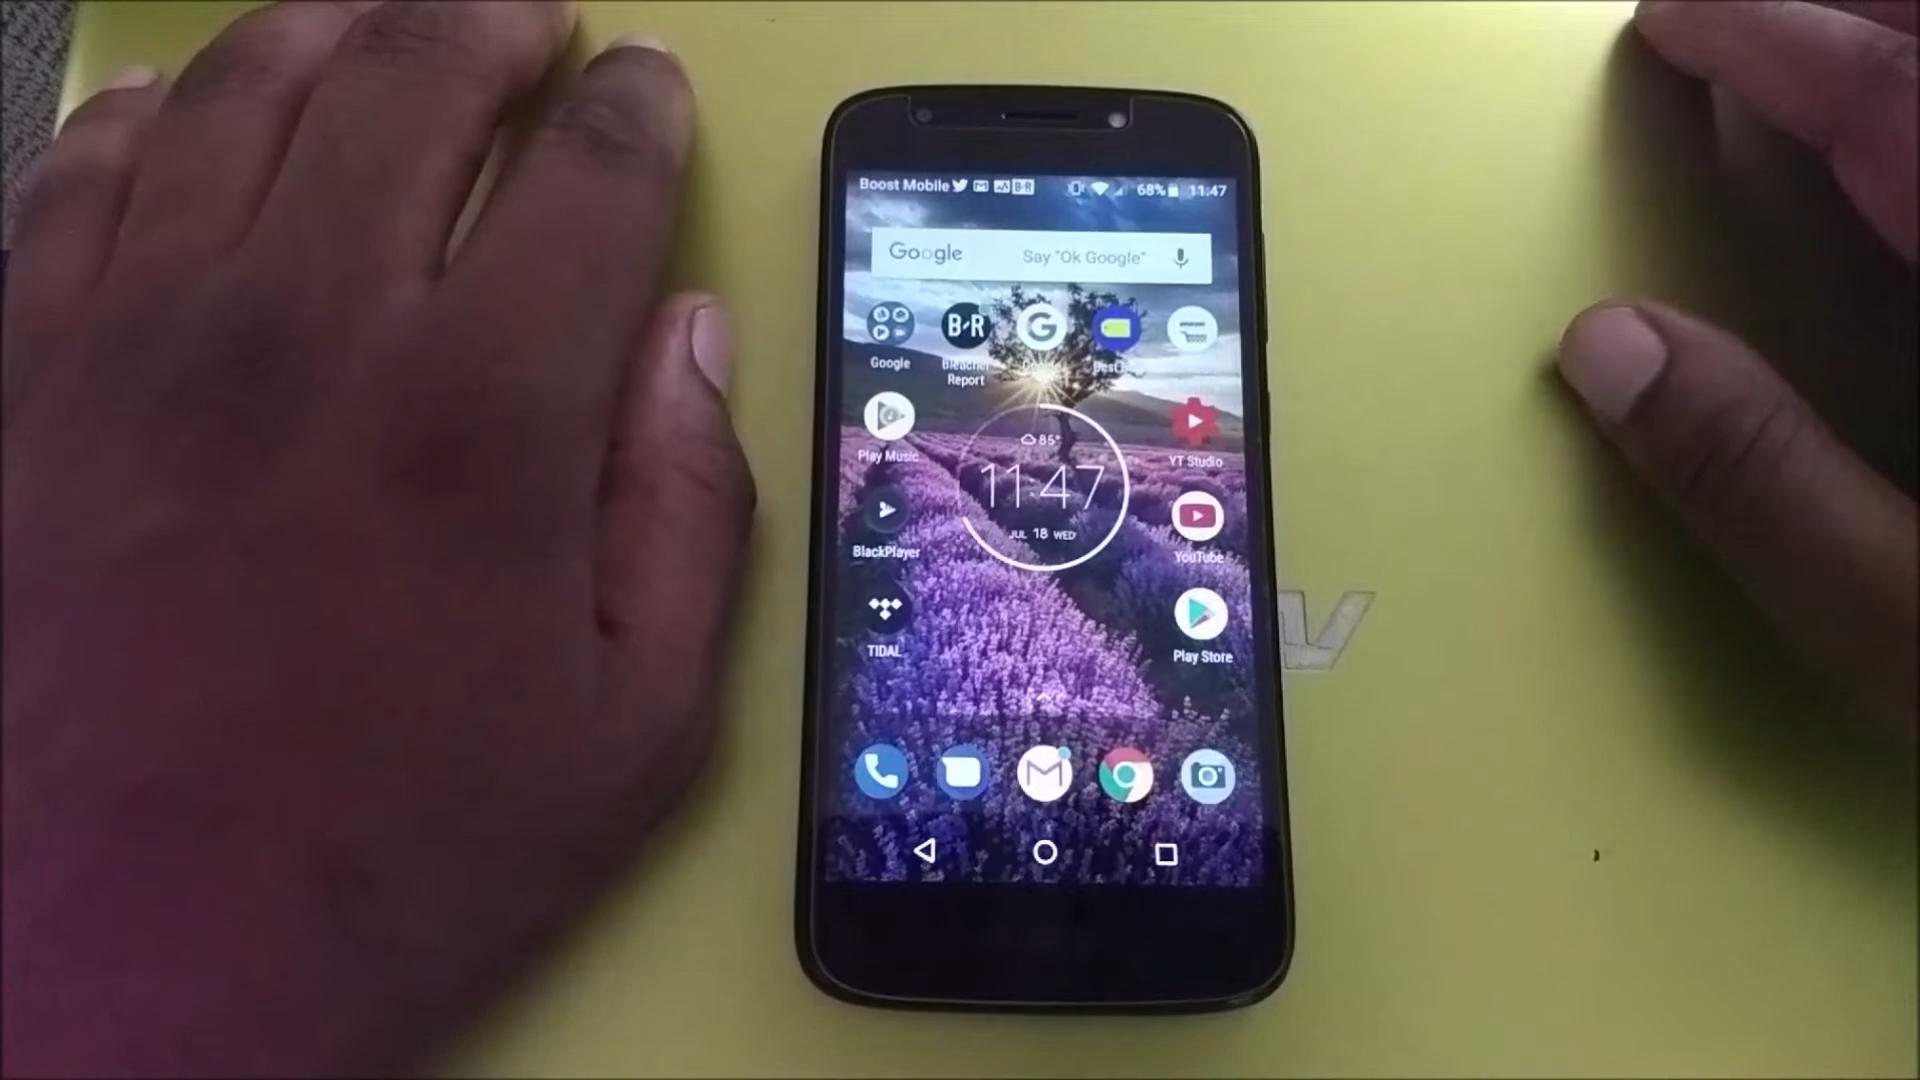 Boost Mobile 68% 11:47
Google Say "Ok Google"
B·R
Google Bleacher Report
85°
11:47
JUL 18 WED
Play Music
YT Studio
BlackPlayer
YouTube
TIDAL
Play Store